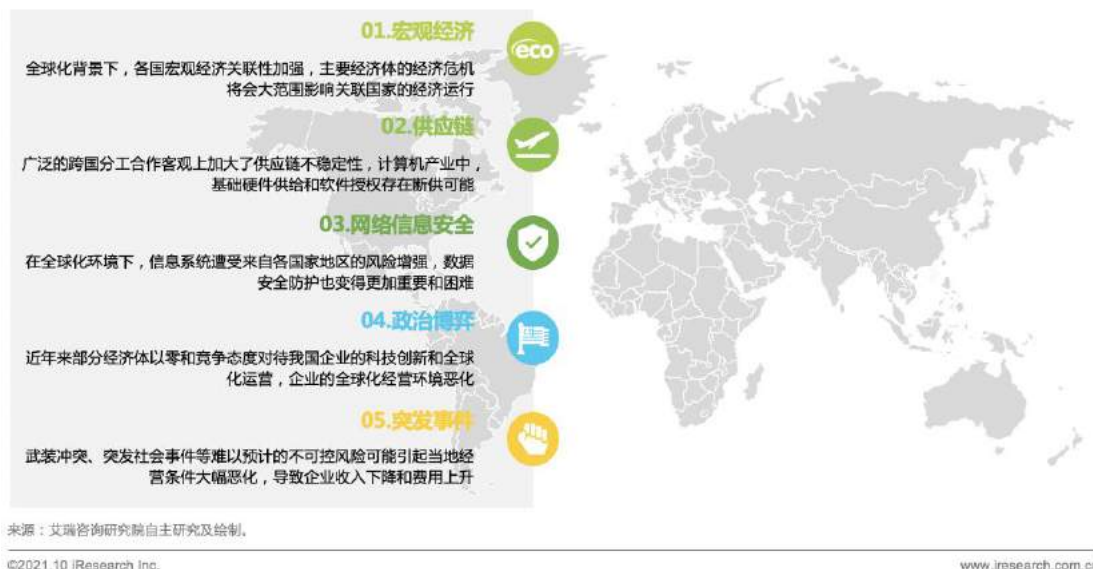 01.宏观经济
eco
全球化背景下，各国宏观经济关联性加强，主要经济体的经济危机
将会大范围影响关联国家的经济运行
02.供应链
广泛的跨国分工合作客观上加大了供应链不稳定性，计算机产业中，
基础硬件供给和软件授权存在断供可能
03.网络信息安全
在全球化环境下，信息系统遭受来自各国家地区的风险增强，数据
安全防护也变得更加重要和困难
04.政治博弈
近年来部分经济体以零和竞争态度对待我国企业的科技创新和全球
化运营，企业的全球化经营环境恶化
05.突发事件
武装冲突、突发社会事件等难以预计的不可控风险可能引起当地经
营条件大幅恶化，导致企业收入下降和费用上升
来源：艾瑞咨询研究院自主研究及绘制。
©2021.10 iResearch Inc.
www.iresearch.com.cn